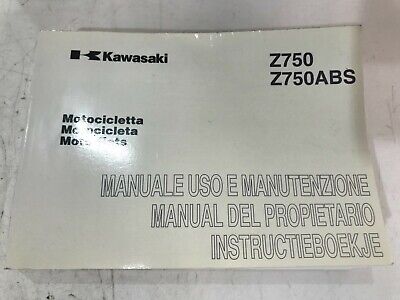 Kawasaki
Z750
Z750ABS
Motocicletta
Motocicleta
MANUALE USO E MANUTENZIONE
MANUAL DEL PROPIETARIO
INSTRUCTIEBOEKJE